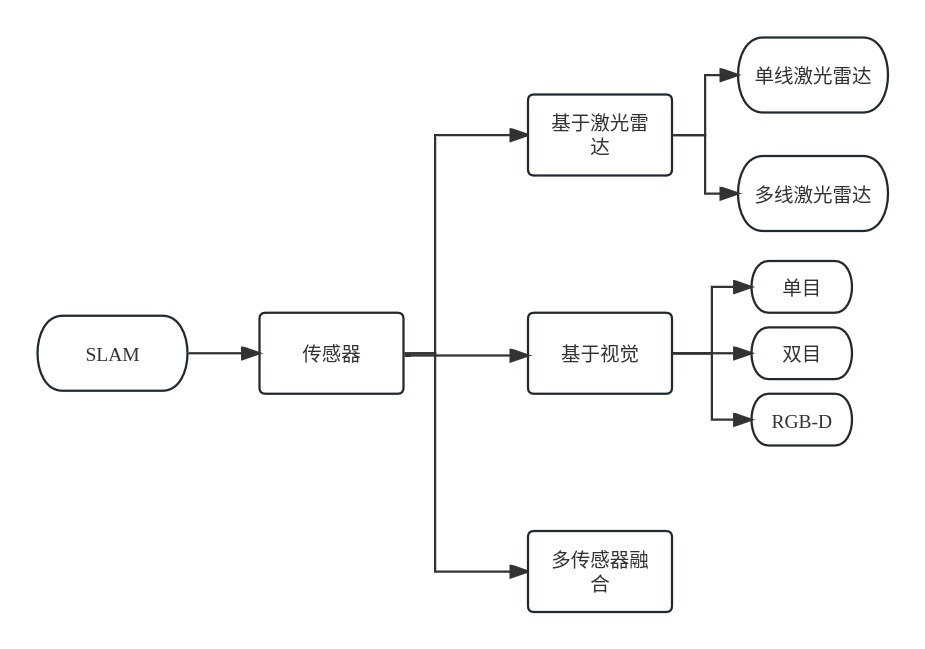 SLAM
传感器
基于激光雷
达
单线激光雷达
多线激光雷达
基于视觉
单目
双目
RGB-D
多传感器融
合